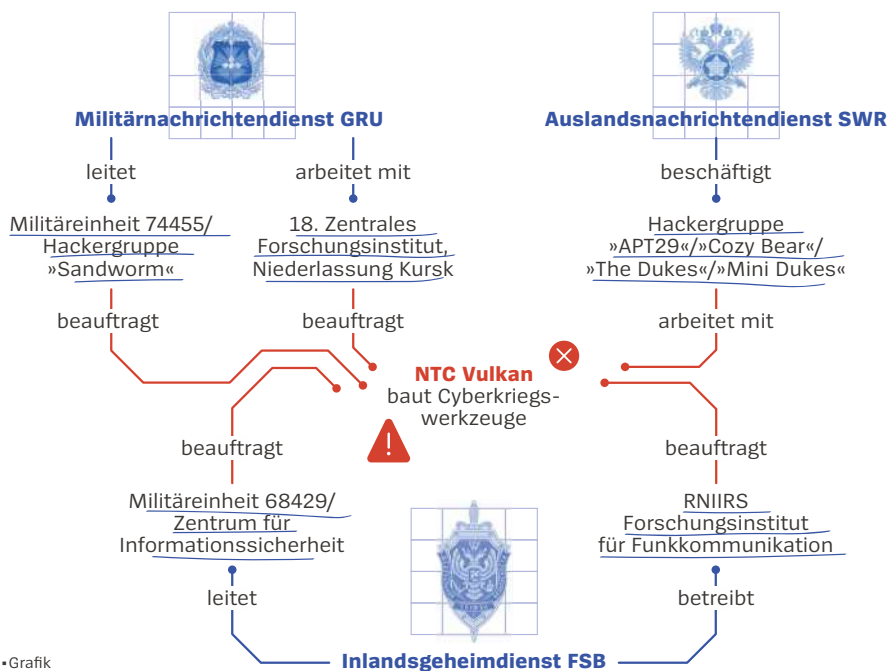 Militärnachrichtendienst GRU
Auslandsnachrichtendienst SWR
leitet
arbeitet mit
beschäftigt
Militäreinheit 74455/
Hackergruppe
»Sandworm«
18. Zentrales
Forschungsinstitut,
Niederlassung Kursk
Hackergruppe
»APT29«/»Cozy Bear«/
»The Dukes«/»Mini Dukes«
beauftragt
beauftragt
arbeitet mit
NTC Vulkan
baut Cyberkriegs-
werkzeuge
beauftragt
beauftragt
Militäreinheit 68429/
Zentrum für
Informationssicherheit
RNIIRS
Forschungsinstitut
für Funkkommunikation
leitet
betreibt
Inlandsgeheimdienst FSB
▪Grafik